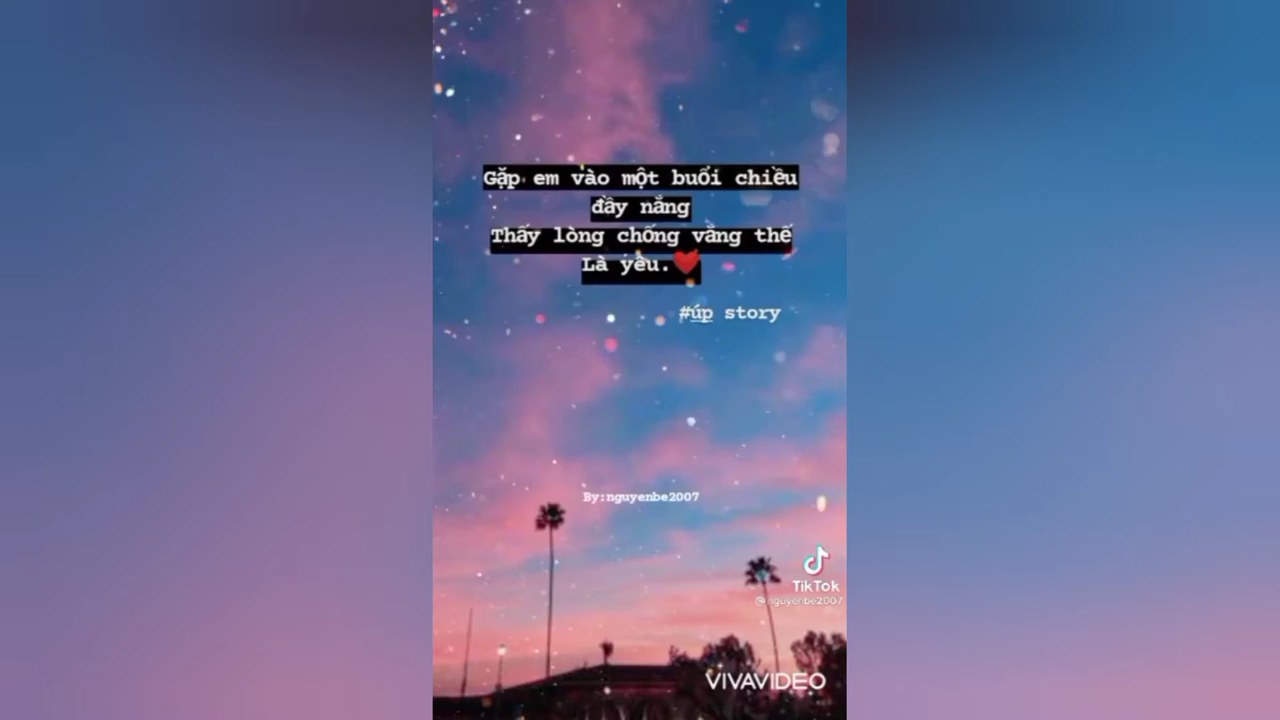 Gặp em vào một buổi chiều
đầy nắng
Thấy lòng chống vắng thế
Là yêu.❤️
#úp story
By:nguyenbe2007
TikTok
@nguyenbe2007
VIVAVIDEO